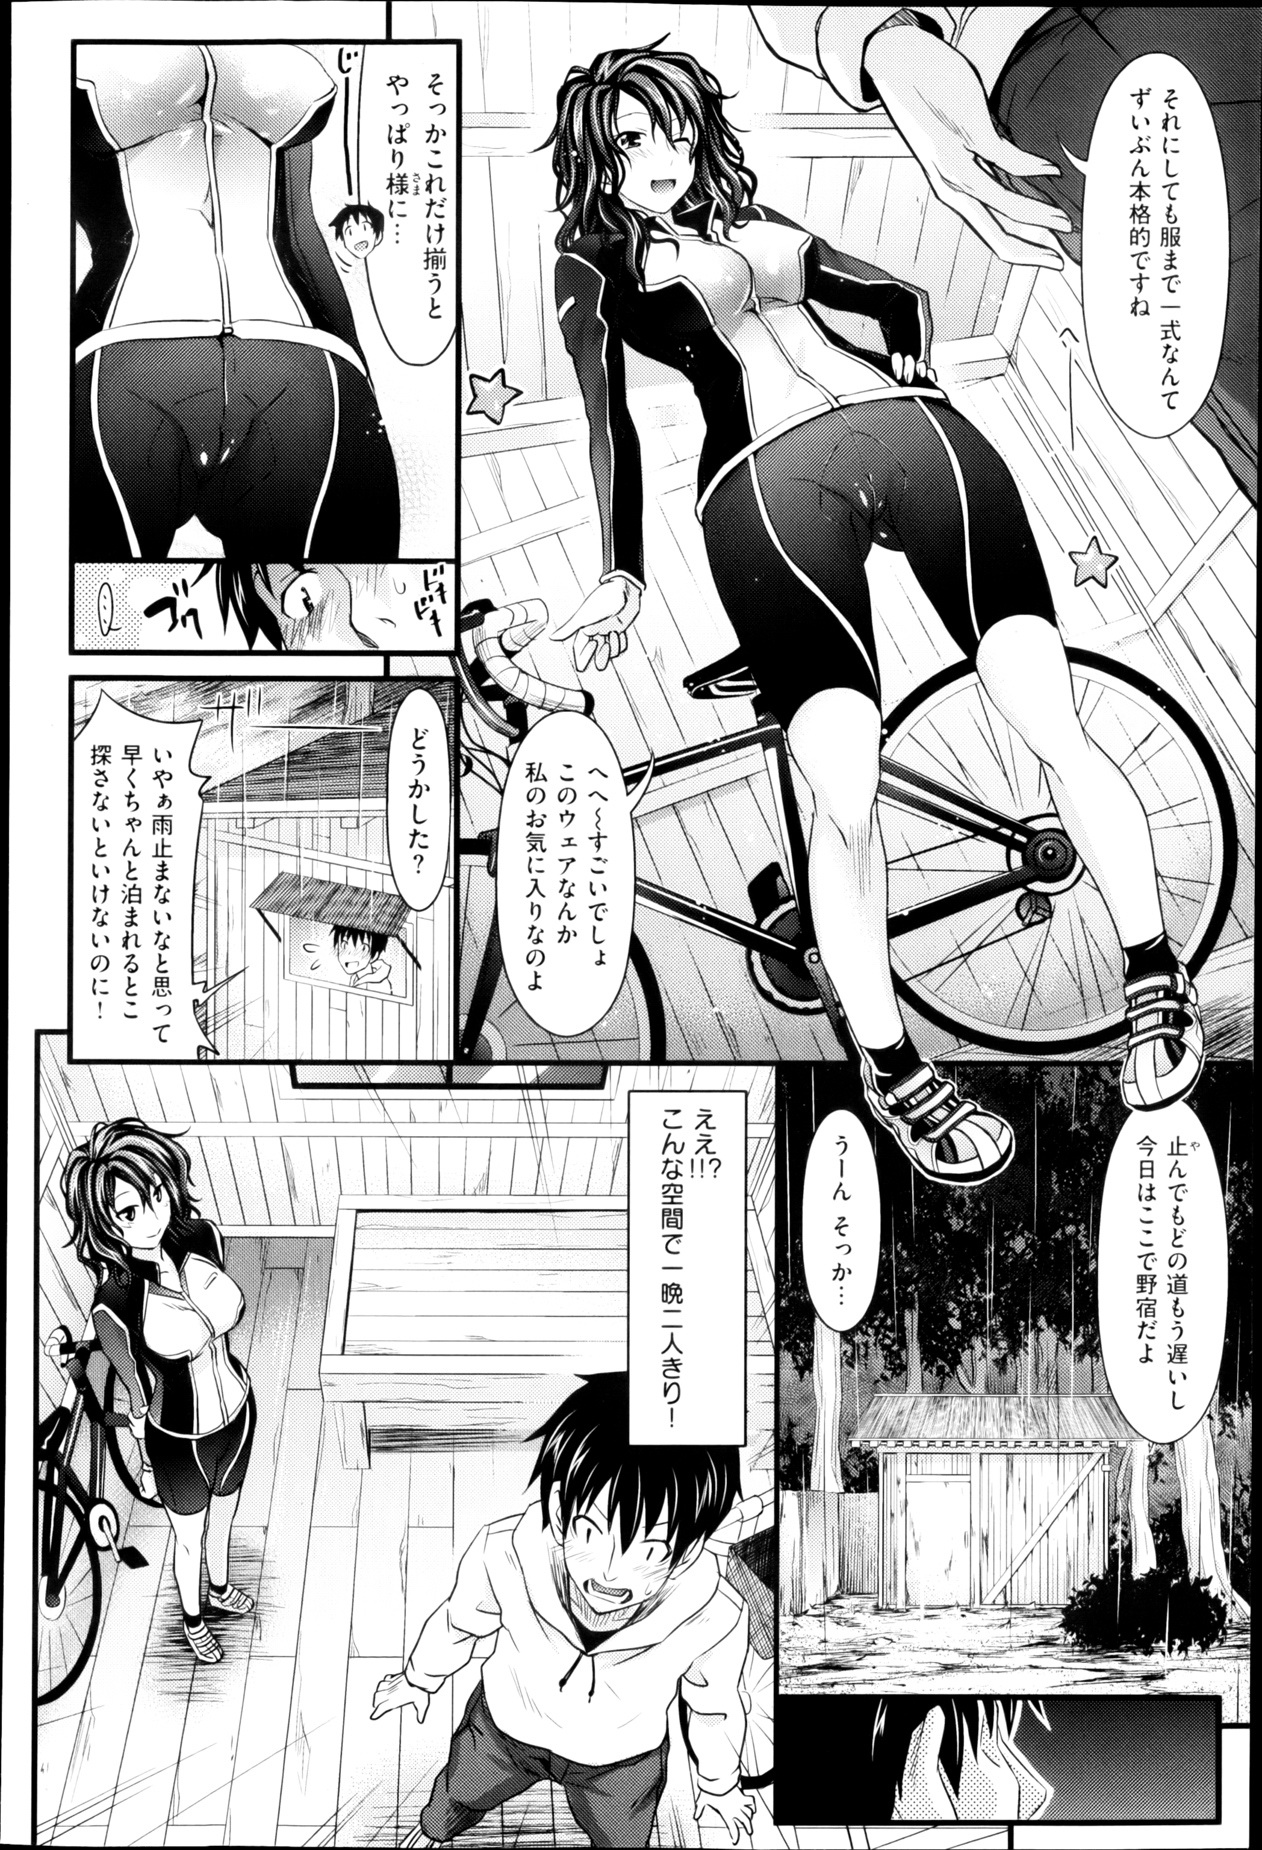 それにしても服まで一式なんて
ずいぶん本格的ですね
へへ〜すごいでしょ
このウェアなんか
私のお気に入りなのよ
じーっ
そっかこれだけ揃うと
やっぱり様に…
さま
ドキ
ドキ
ゴクッ
…
どうかした?
ザー
いやぁ雨止まないなと思って
早くちゃんと泊まれるとこ
探さないといけないのに!
止んでもどの道もう遅いし
や
今日はここで野宿だよ
うーん そっか…
ええ!!?
こんな空間で一晩二人きり!